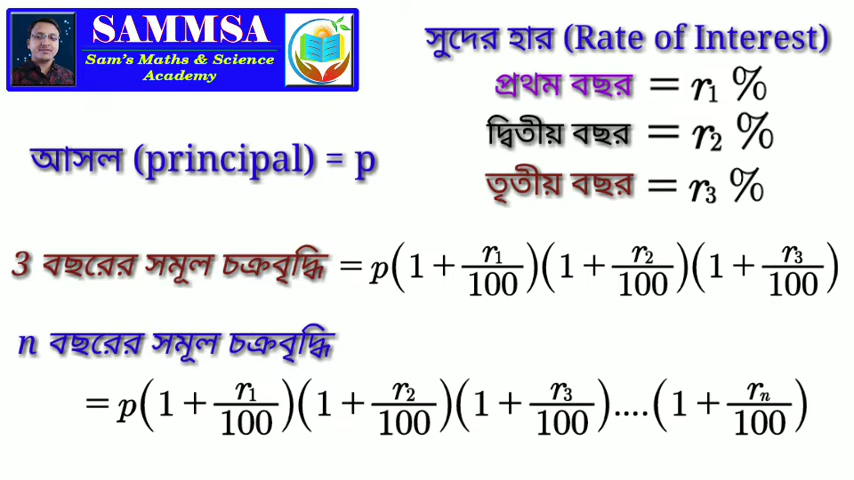 SAMMSA
Sam's Maths & Science
Academy
সুদের হার (Rate of Interest)
প্রথম বছর = r₁ %
দ্বিতীয় বছর = r₂ %
তৃতীয় বছর = r₃ %
আসল (principal) = p
3 বছরের সমূল চক্রবৃদ্ধি = p(1 + r₁/100)(1 + r₂/100)(1 + r₃/100)
n বছরের সমূল চক্রবৃদ্ধি
= p(1 + r₁/100)(1 + r₂/100)(1 + r₃/100)....(1 + rₙ/100)